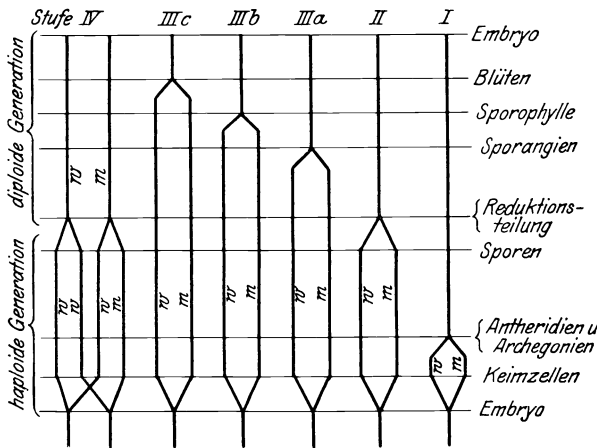 Stufe IV IIIc IIIb IIIa II I
Embryo
Blüten
Sporophylle
Sporangien
diploide Generation
w m
Reduktions-
teilung
Sporen
haploide Generation
w w w m w m w m w m w m
w m
Antheridien u
Archegonien
Keimzellen
Embryo